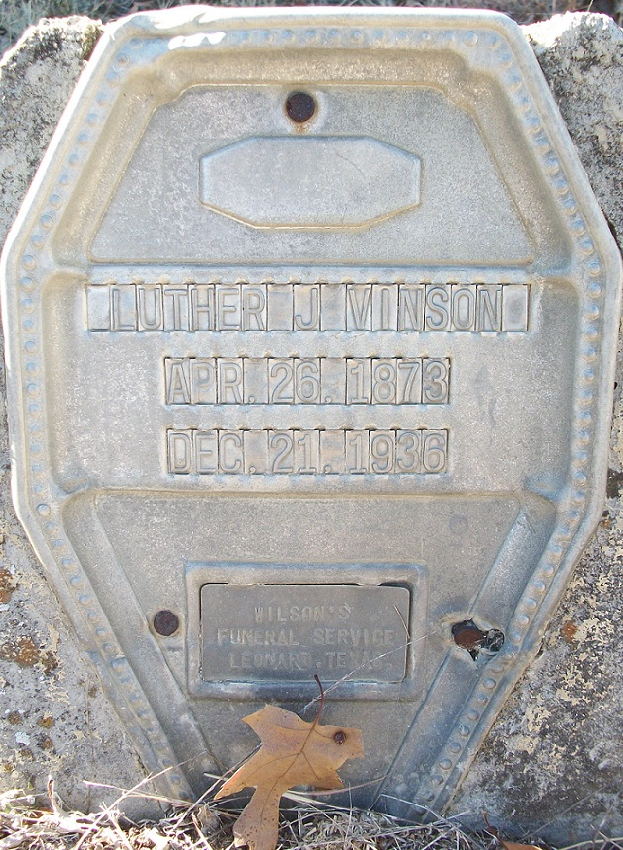 LUTHER J VINSON
APR. 26. 1873
DEC. 21. 1936
WILSON'S
FUNERAL SERVICE
LEONARD, TEXAS